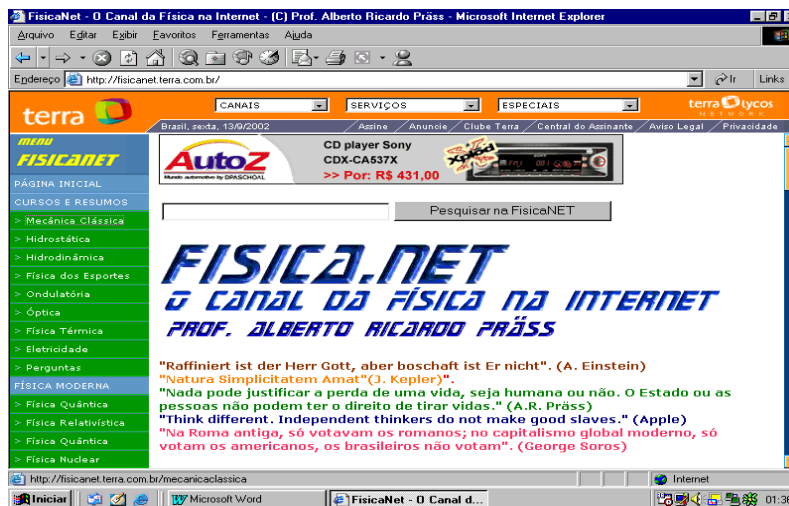 FisicaNet - O Canal da Física na Internet - (C) Prof. Alberto Ricardo Präss - Microsoft Internet Explorer
Arquivo Editar Exibir Favoritos Ferramentas Ajuda
Endereço http://fisicanet.terra.com.br/ Ir Links
terra CANAIS SERVIÇOS ESPECIAIS terra Lycos
NETWORK
Brasil, sexta, 13/9/2002 Assine Anuncie Clube Terra Central do Assinante Aviso Legal Privacidade
MENU
FISICANET
PÁGINA INICIAL
CURSOS E RESUMOS
> Mecânica Clássica
> Hidrostática
> Hidrodinâmica
> Física dos Esportes
> Ondulatória
> Óptica
> Física Térmica
> Eletricidade
> Perguntas
FÍSICA MODERNA
> Física Quântica
> Física Relativística
> Física Quântica
> Física Nuclear
AutoZ
Mundo automotivo by DPASCHOAL
CD player Sony
CDX-CA537X
>> Por: R$ 431,00
Xplod
Pesquisar na FisicaNET
FISICA.NET
O CANAL DA FÍSICA NA INTERNET
PROF. ALBERTO RICARDO PRÄSS
"Raffiniert ist der Herr Gott, aber boschaft ist Er nicht". (A. Einstein)
"Natura Simplicitatem Amat"(J. Kepler)".
"Nada pode justificar a perda de uma vida, seja humana ou não. O Estado ou as
pessoas não podem ter o direito de tirar vidas." (A.R. Präss)
"Think different. Independent thinkers do not make good slaves." (Apple)
"Na Roma antiga, só votavam os romanos; no capitalismo global moderno, só
votam os americanos, os brasileiros não votam". (George Soros)
http://fisicanet.terra.com.br/mecanicaclassica Internet
Iniciar Microsoft Word FisicaNet - O Canal d...